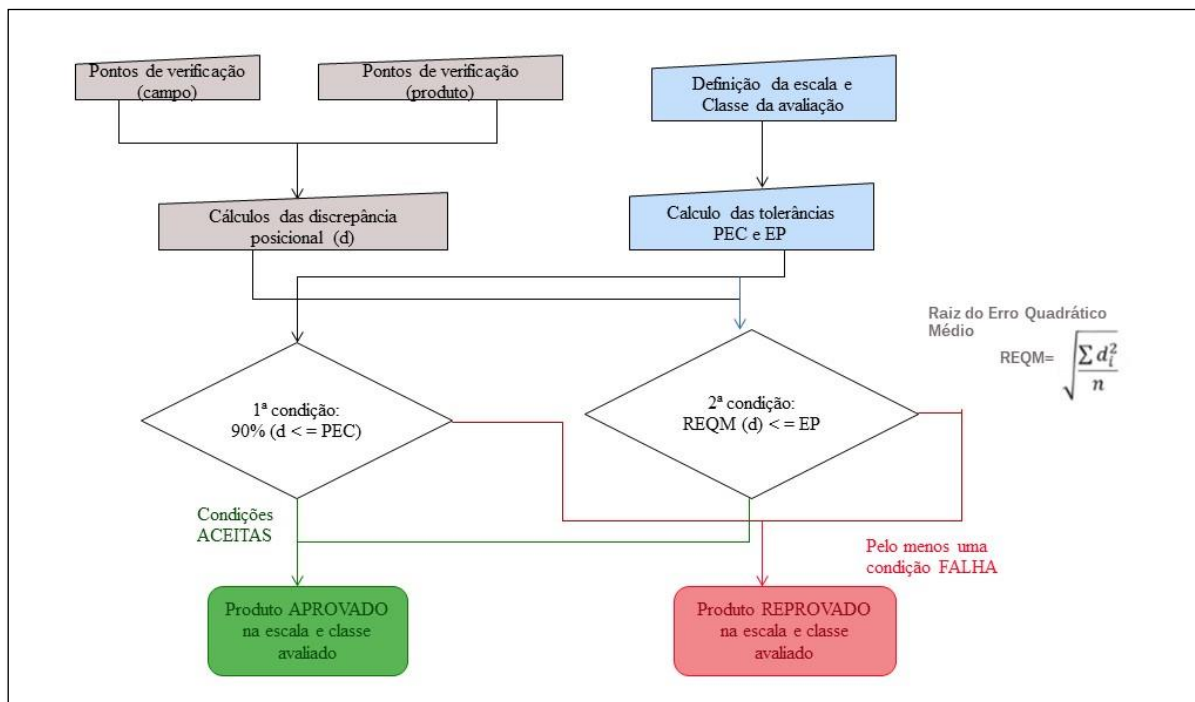 Pontos de verificação
(campo)
Pontos de verificação
(produto)
Definição da escala e
Classe da avaliação
Cálculos das discrepância
posicional (d)
Calculo das tolerâncias
PEC e EP
Raiz do Erro Quadrático
Médio
REQM= √(∑ d_i^2 / n)
1ª condição:
90% (d < = PEC)
2ª condição:
REQM (d) < = EP
Condições
ACEITAS
Pelo menos uma
condição FALHA
Produto APROVADO
na escala e classe
avaliado
Produto REPROVADO
na escala e classe
avaliado